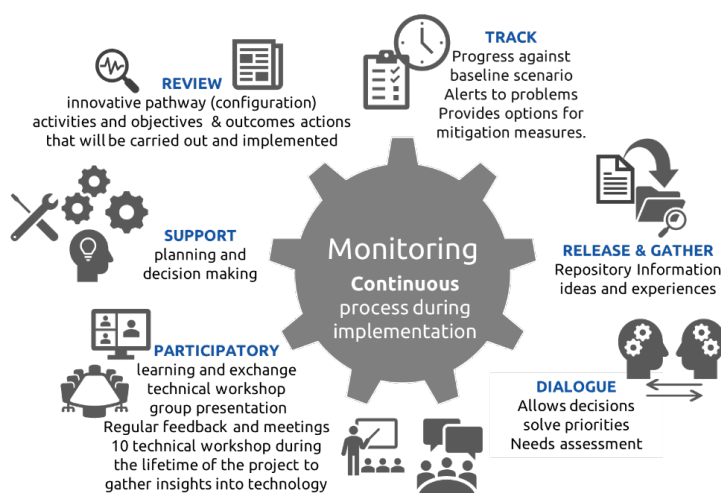 REVIEW
innovative pathway (configuration)
activities and objectives & outcomes actions
that will be carried out and implemented
TRACK
Progress against
baseline scenario
Alerts to problems
Provides options for
mitigation measures.
SUPPORT
planning and
decision making
Monitoring
Continuous
process during
implementation
RELEASE & GATHER
Repository Information
ideas and experiences
PARTICIPATORY
learning and exchange
technical workshop
group presentation
Regular feedback and meetings
10 technical workshop during
the lifetime of the project to
gather insights into technology
DIALOGUE
Allows decisions
solve priorities
Needs assessment